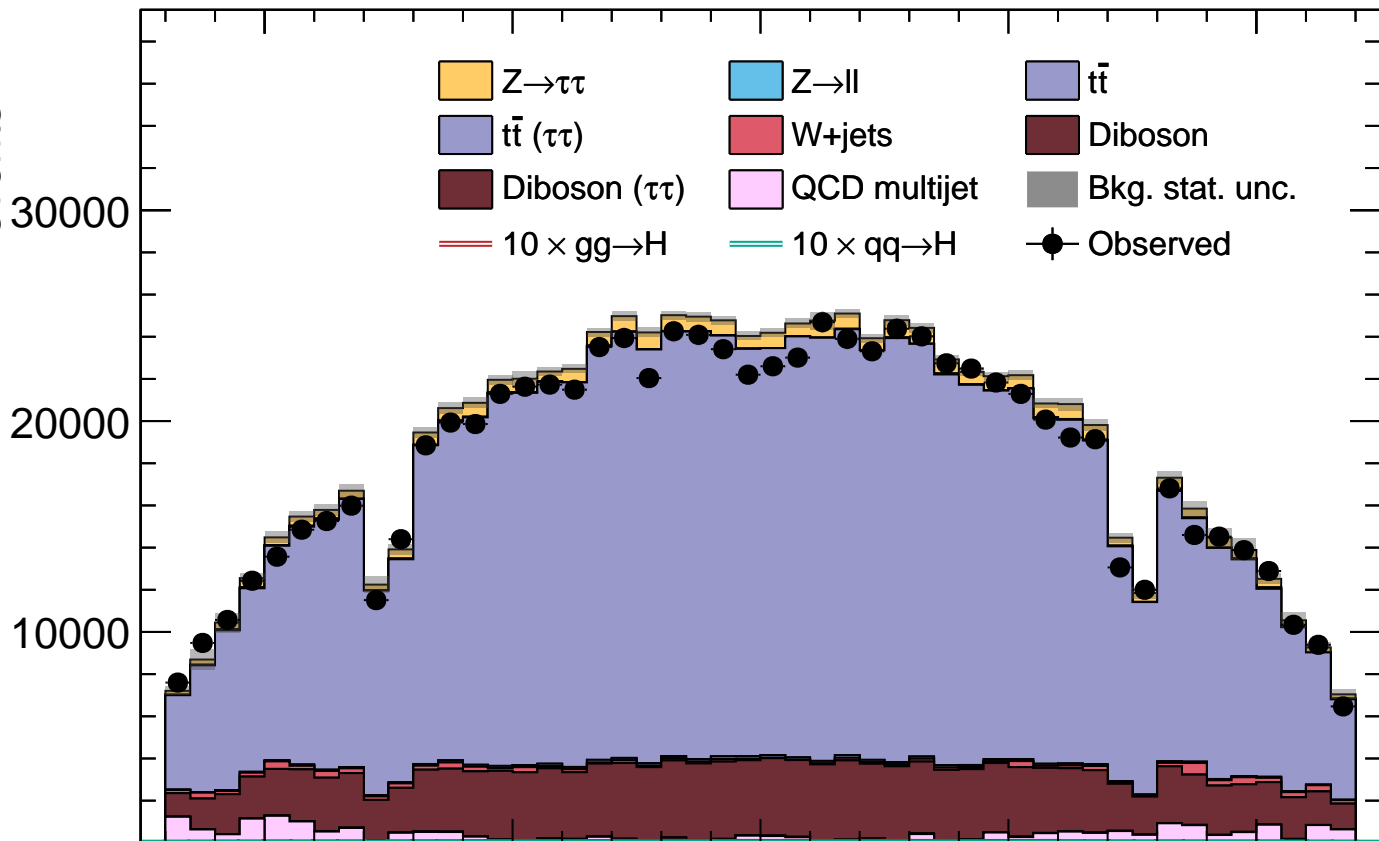 Z→ττ Z→ll tt̄
tt̄ (ττ) W+jets Diboson
Diboson (ττ) QCD multijet Bkg. stat. unc.
10 × gg→H 10 × qq→H Observed
30000
20000
10000